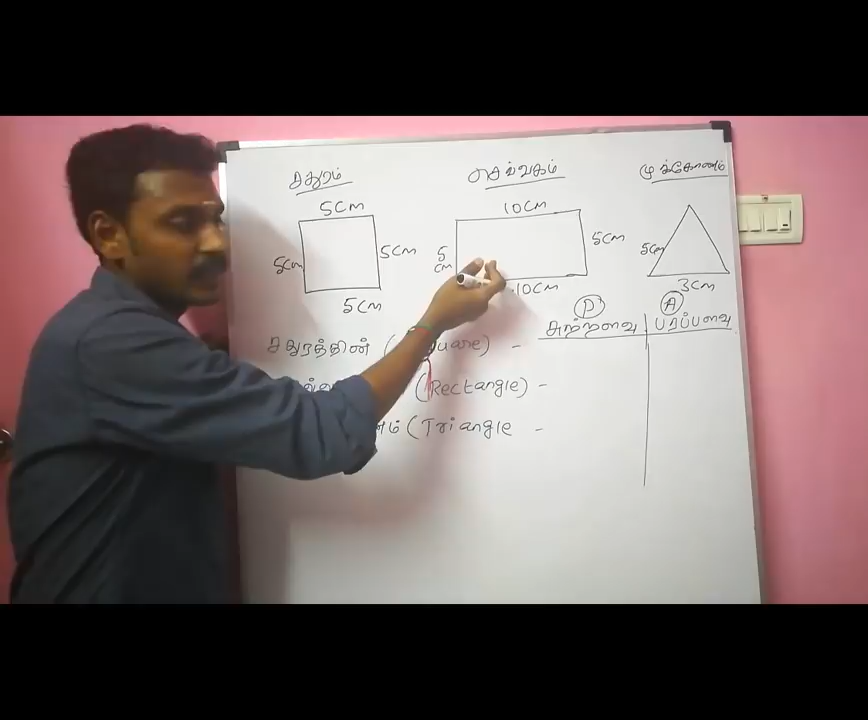 சதுரம் செவ்வகம் முக்கோணம்
5cm 10cm
5cm 5cm 5 cm 5cm 5cm
5cm 10cm 3cm
P A
சுற்றளவு பரப்பளவு
சதுரத்தின் ( -
(Rectangle) -
(Triangle -